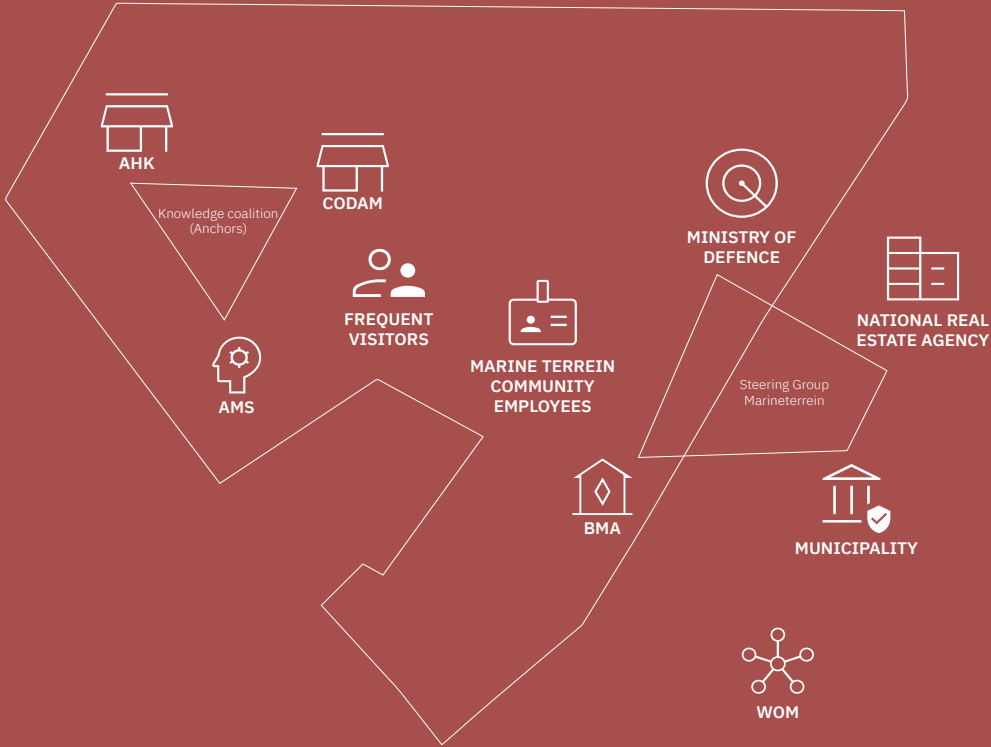 AHK
CODAM
Knowledge coalition
(Anchors)
MINISTRY OF
DEFENCE
FREQUENT
VISITORS
NATIONAL REAL
ESTATE AGENCY
MARINE TERREIN
COMMUNITY
EMPLOYEES
Steering Group
Marineterrein
AMS
BMA
MUNICIPALITY
WOM